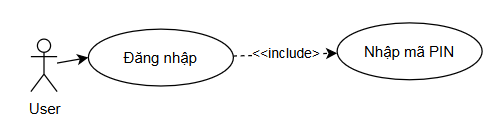 Đăng nhập
<<include>
Nhập mã PIN
User